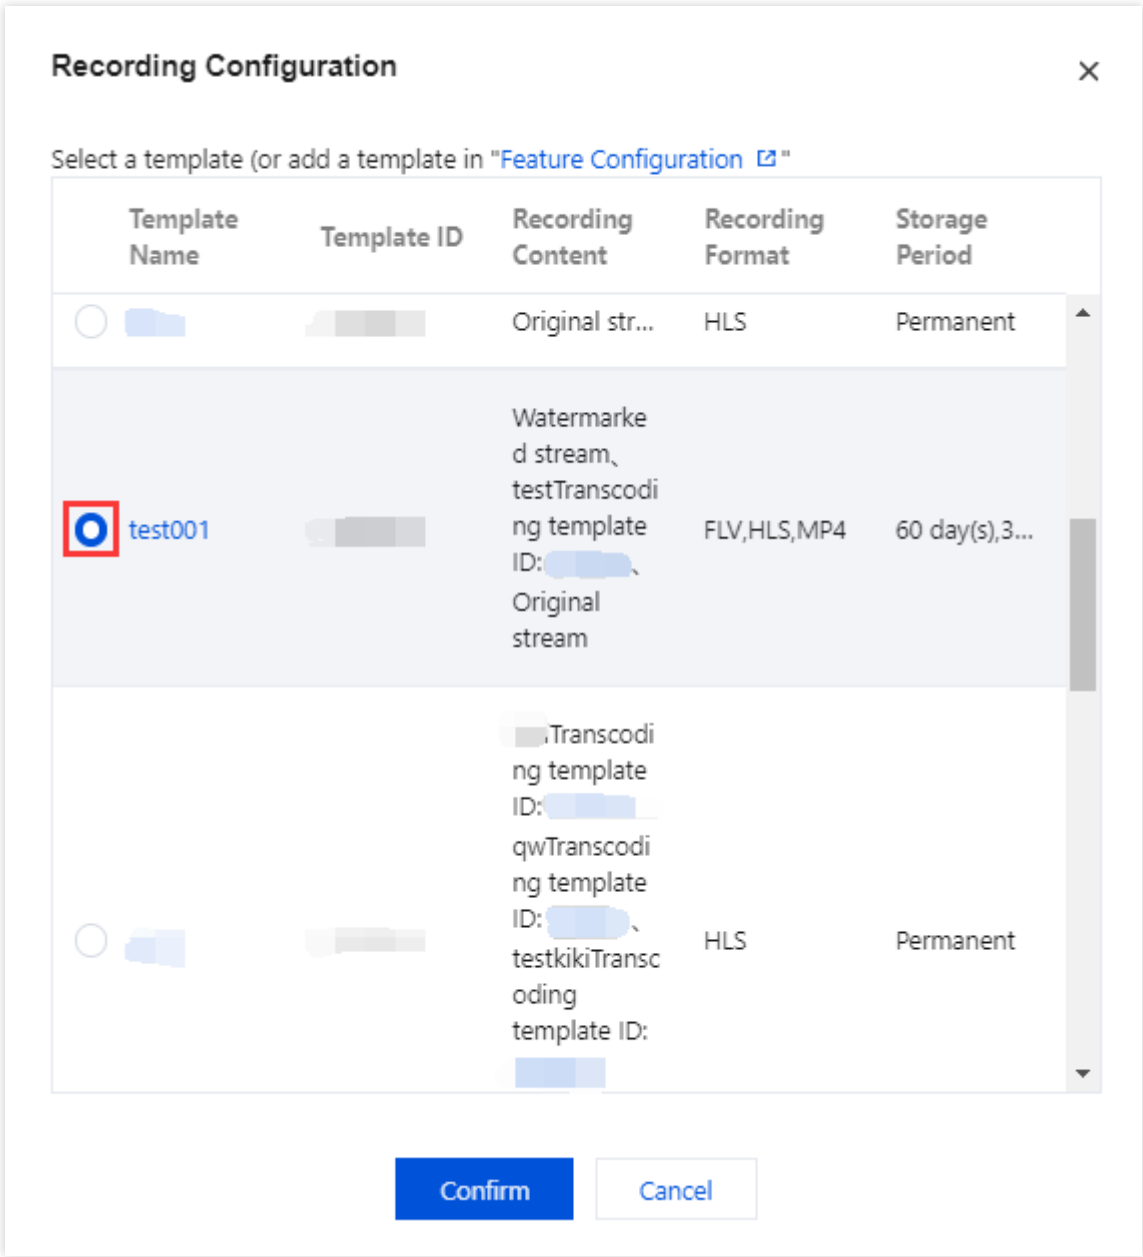 Recording Configuration
Select a template (or add a template in "Feature Configuration "
Template
Name
Template ID
Recording
Content
Recording
Format
Storage
Period
Original str...
HLS
Permanent
test001
Watermarke
d stream、
testTranscodi
ng template
ID:
、
Original
stream
FLV,HLS,MP4
60 day(s),3...
Transcodi
ng template
ID:
qwTranscodi
ng template
ID: 、
testkikiTransc
oding
template ID:
HLS
Permanent
Confirm
Cancel